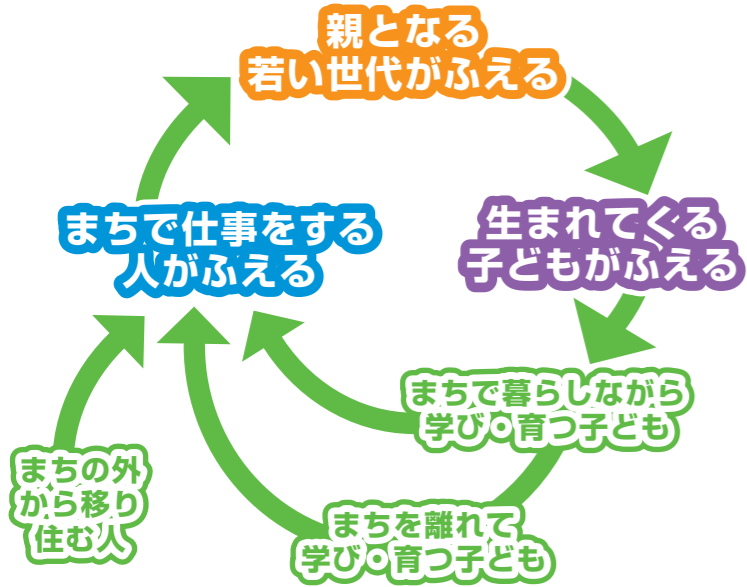 親となる
若い世代がふえる
まちで仕事をする
人がふえる
生まれてくる
子どもがふえる
まちで暮らしながら
学び・育つ子ども
まちの外
から移り
住む人
まちを離れて
学び・育つ子ども